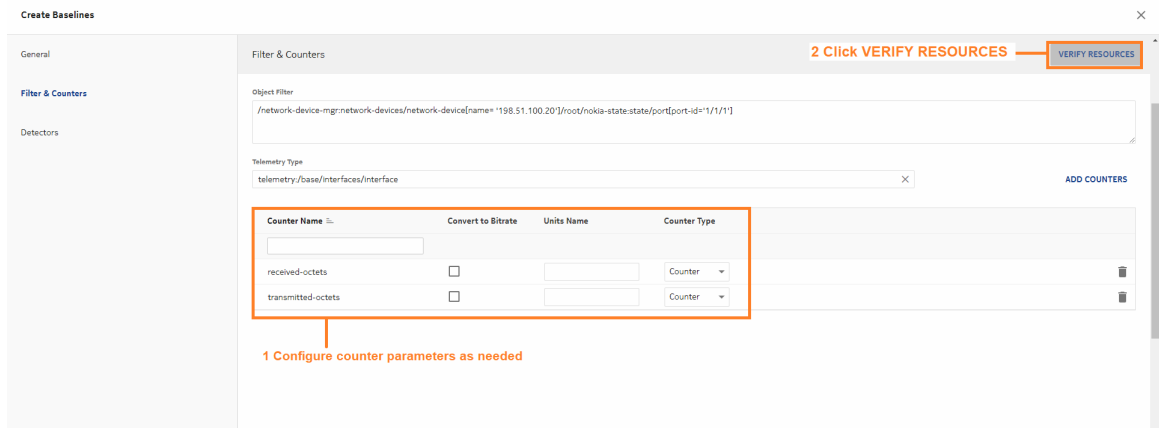 Create Baselines
General
Filter & Counters
Detectors
Filter & Counters
2 Click VERIFY RESOURCES
VERIFY RESOURCES
Object Filter
/network-device-mgr:network-devices/network-device[name= '198.51.100.20']/root/nokia-state:state/port[port-id='1/1/1']
Telemetry Type
telemetry:/base/interfaces/interface
ADD COUNTERS
Counter Name Convert to Bitrate Units Name Counter Type
received-octets Counter
transmitted-octets Counter
1 Configure counter parameters as needed